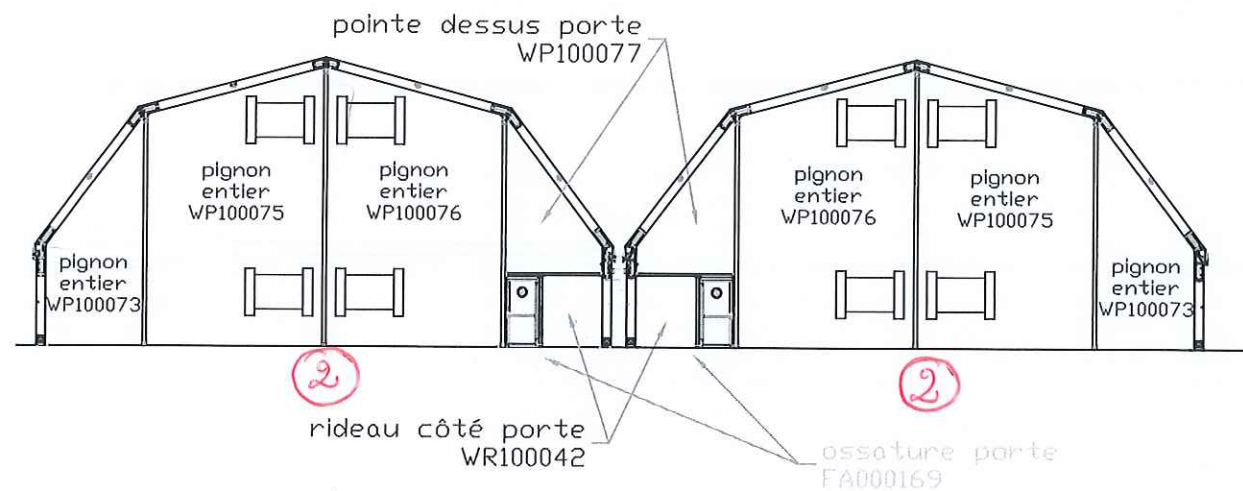 pointe dessus porte
WP100077
pignon
entier
WP100075
pignon
entier
WP100076
pignon
entier
WP100073
pignon
entier
WP100076
pignon
entier
WP100075
pignon
entier
WP100073
2
2
rideau côté porte
WR100042
ossature porte
FA000169